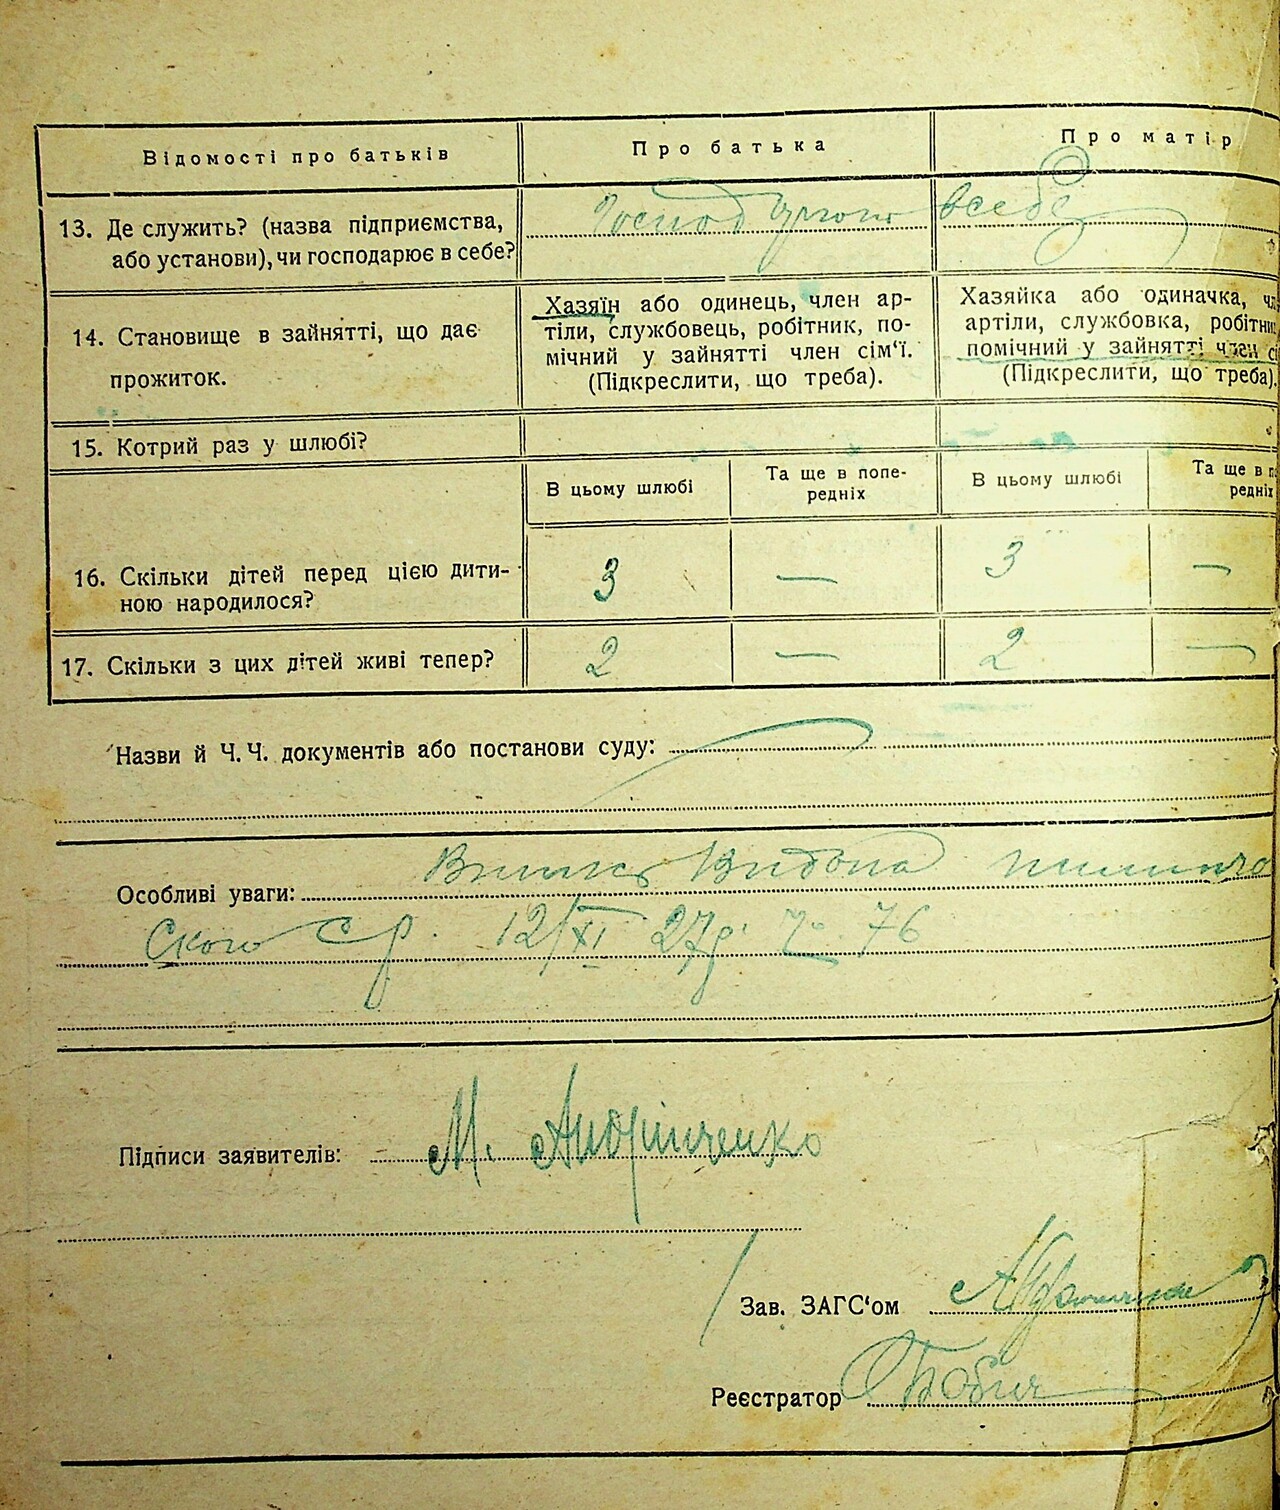 Відомості про батьків
Про батька
Про матір
13. Де служить? (назва підприємства,
або установи), чи господарює в себе?
в себе
14. Становище в зайнятті, що дає
прожиток.
Хазяїн або одинець, член ар-
тіли, службовець, робітник, по-
мічний у зайнятті член сім'ї.
(Підкреслити, що треба).
Хазяйка або одиначка,
артіли, службовка,
помічний у зайнятті член
(Підкреслити, що треба).
15. Котрий раз у шлюбі?
В цьому шлюбі
Та ще в попе-
редніх
В цьому шлюбі
Та ще в
редніх
16. Скільки дітей перед цією дити-
ною народилося?
3 — 3 —
17. Скільки з цих дітей живі тепер?
2 — 2 —
Назви й Ч.Ч. документів або постанови суду:
Особливі уваги:
ского с р. 12/XI 27р. 76
Підписи заявителів: М. Андрійченко
Зав. ЗАГС'ом
Реєстратор Бабич